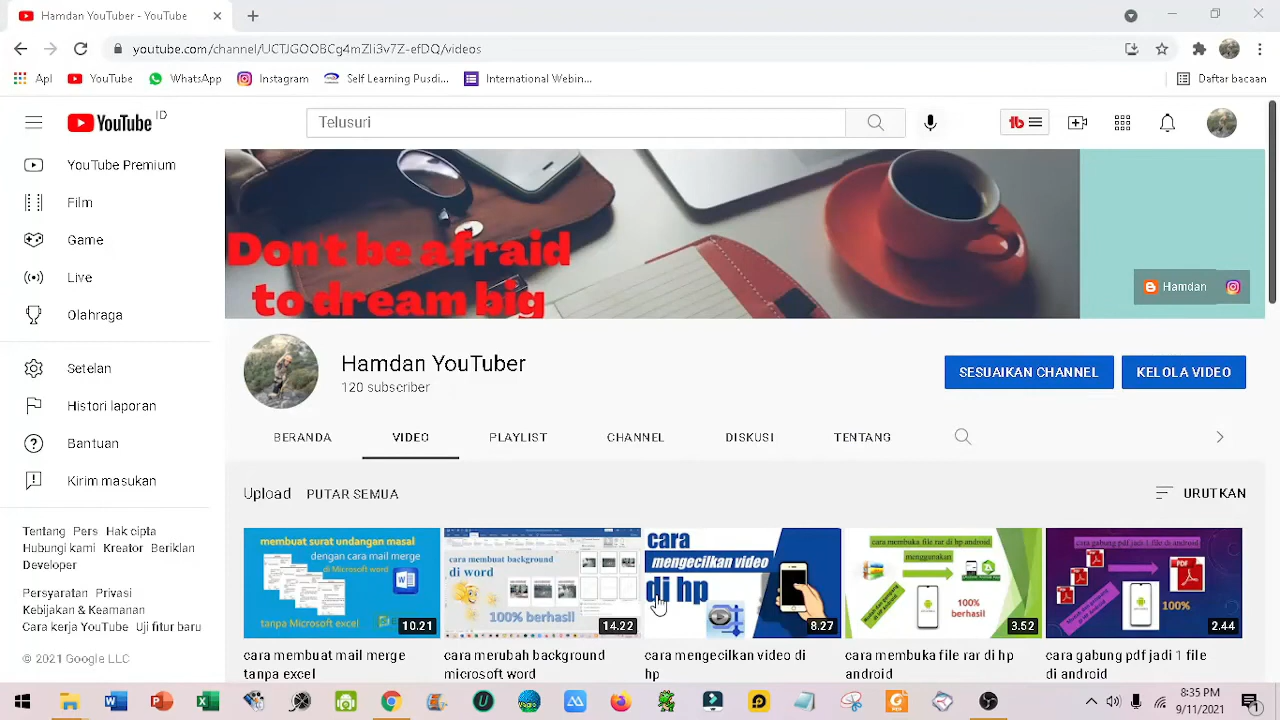 Hamdan YouTuber - YouTube
youtube.com/channel/UCTJGOOBCg4mZli3v7Z-efDQ/videos
Apl YouTube WhatsApp Instagram Self Learning Pusdi... International Webin... Daftar bacaan
YouTube ID
Telusuri
YouTube Premium
Film
Game
Live
Olahraga
Setelan
Histori laporan
Bantuan
Kirim masukan
Tentang Pers Hak cipta
Hubungi kami Kreator Beriklan
Developer
Persyaratan Privasi
Kebijakan & Keamanan
Cara kerja YouTube Uji fitur baru
© 2021 Google LLC
Don't be afraid
to dream big
Hamdan
Hamdan YouTuber
120 subscriber
SESUAIKAN CHANNEL KELOLA VIDEO
BERANDA VIDEO PLAYLIST CHANNEL DISKUSI TENTANG
Upload PUTAR SEMUA URUTKAN
membuat surat undangan masal
dengan cara mail merge
di Microsoft word
tanpa Microsoft excel
10.21
cara membuat mail merge
tanpa excel
cara membuat background
di word
100% berhasil
14.22
cara merubah background
microsoft word
cara
mengecilkan video
di hp
8:27
cara mengecilkan video di
hp
cara membuka file rar di hp android
menggunakan
100%
berhasil
3.52
cara membuka file rar di hp
android
cara gabung pdf jadi 1 file di android
100%
2.44
cara gabung pdf jadi 1 file
di android
8:35 PM
9/11/2021